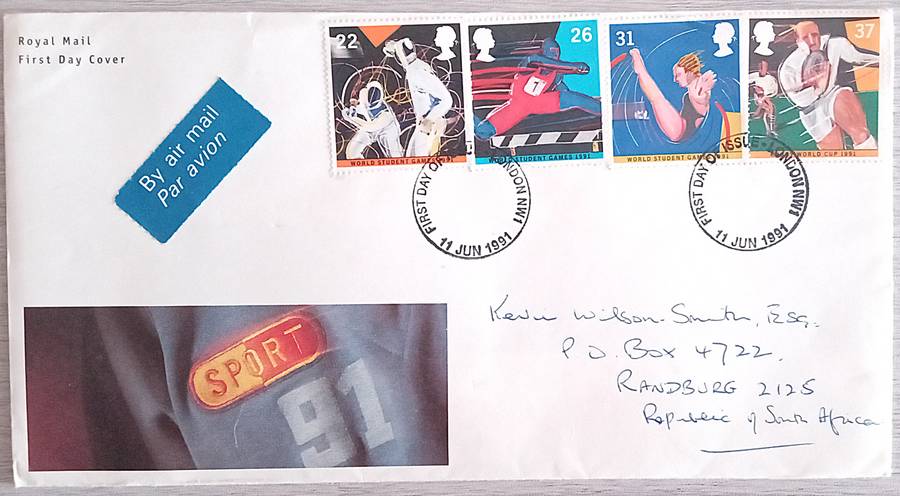 Royal Mail
First Day Cover
22
26
31
37
1
WORLD STUDENT GAMES 1991
WORLD STUDENT GAMES 1991
WORLD STUDENT GAMES 1991
WORLD CUP 1991
By air mail
Par avion
FIRST DAY OF LONDON NW1
11 JUN 1991
FIRST DAY OF ISSUE · LONDON NW1
11 JUN 1991
SPORT
91
Kevin Wilson-Smith, Esq.
P O Box 4722.
RANDBURG 2125
Republic of South Africa